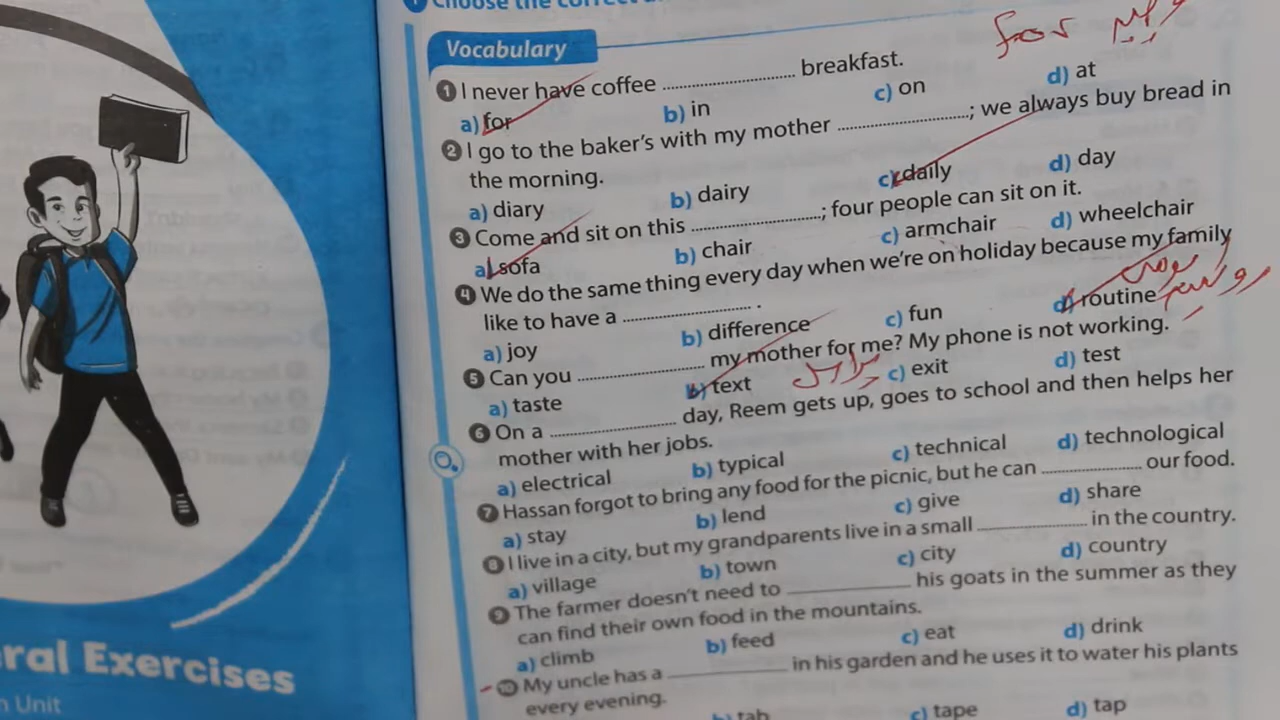 Choose the correct
for
Vocabulary
1 I never have coffee .......................... breakfast.
a) for b) in c) on d) at
2 I go to the baker's with my mother ..........................; we always buy bread in
the morning.
a) diary b) dairy c) daily d) day
3 Come and sit on this ..........................; four people can sit on it.
a) sofa b) chair c) armchair d) wheelchair
4 We do the same thing every day when we're on holiday because my family
like to have a .......................... .
a) joy b) difference c) fun d) routine
5 Can you .......................... my mother for me? My phone is not working.
a) taste b) text c) exit d) test
6 On a .......................... day, Reem gets up, goes to school and then helps her
mother with her jobs.
a) electrical b) typical c) technical d) technological
7 Hassan forgot to bring any food for the picnic, but he can .................... our food.
a) stay b) lend c) give d) share
8 I live in a city, but my grandparents live in a small .................... in the country.
a) village b) town c) city d) country
9 The farmer doesn't need to .................... his goats in the summer as they
can find their own food in the mountains.
a) climb b) feed c) eat d) drink
10 My uncle has a .................... in his garden and he uses it to water his plants
every evening.
b) tab c) tape d) tap
Exercises
Unit